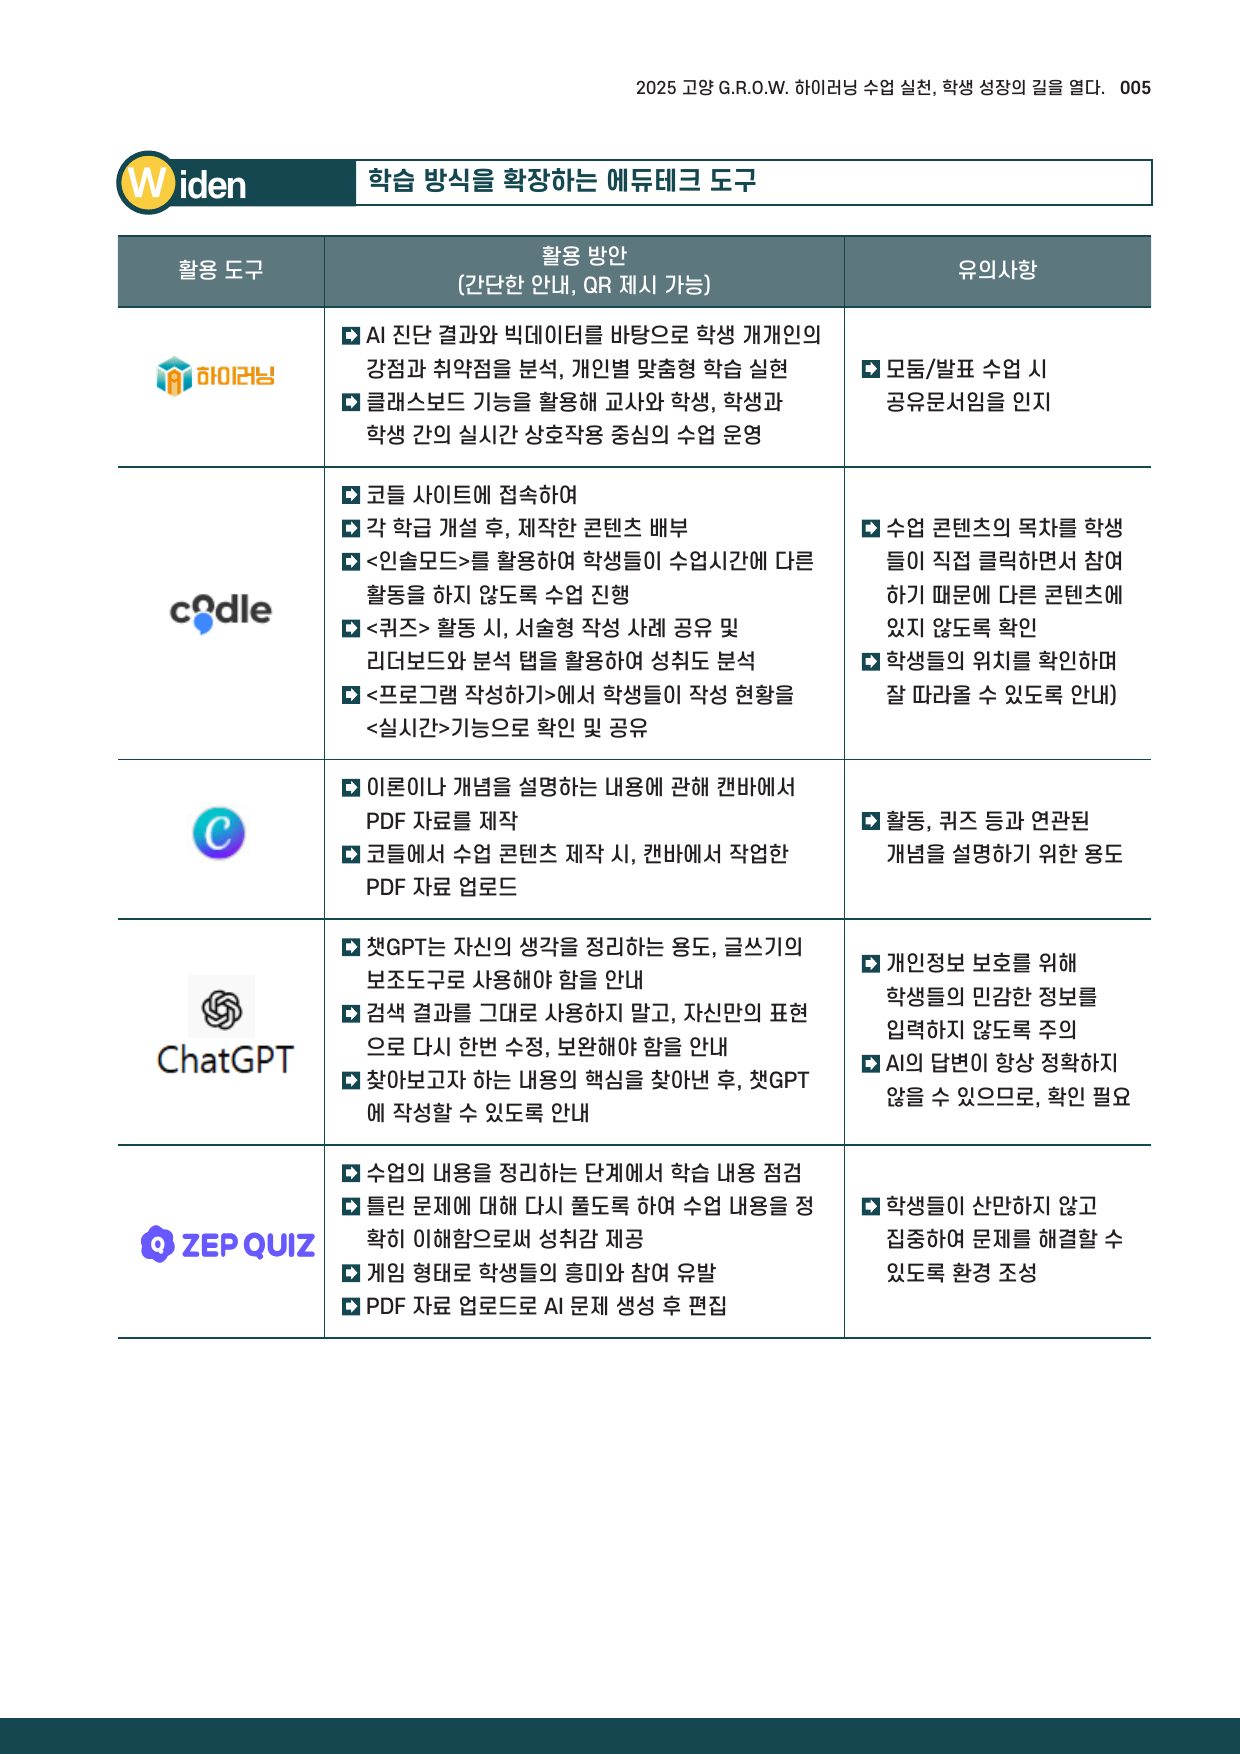 2025 고양 G.R.O.W. 하이러닝 수업 실천, 학생 성장의 길을 열다. 005
Widen 학습 방식을 확장하는 에듀테크 도구
활용 도구
활용 방안
(간단한 안내, QR 제시 가능)
유의사항
하이러닝
AI 진단 결과와 빅데이터를 바탕으로 학생 개개인의
강점과 취약점을 분석, 개인별 맞춤형 학습 실현
클래스보드 기능을 활용해 교사와 학생, 학생과
학생 간의 실시간 상호작용 중심의 수업 운영
모둠/발표 수업 시
공유문서임을 인지
codle
코들 사이트에 접속하여
각 학급 개설 후, 제작한 콘텐츠 배부
<인솔모드>를 활용하여 학생들이 수업시간에 다른
활동을 하지 않도록 수업 진행
<퀴즈> 활동 시, 서술형 작성 사례 공유 및
리더보드와 분석 탭을 활용하여 성취도 분석
<프로그램 작성하기>에서 학생들이 작성 현황을
<실시간>기능으로 확인 및 공유
수업 콘텐츠의 목차를 학생
들이 직접 클릭하면서 참여
하기 때문에 다른 콘텐츠에
있지 않도록 확인
학생들의 위치를 확인하며
잘 따라올 수 있도록 안내)
C
이론이나 개념을 설명하는 내용에 관해 캔바에서
PDF 자료를 제작
코들에서 수업 콘텐츠 제작 시, 캔바에서 작업한
PDF 자료 업로드
활동, 퀴즈 등과 연관된
개념을 설명하기 위한 용도
ChatGPT
챗GPT는 자신의 생각을 정리하는 용도, 글쓰기의
보조도구로 사용해야 함을 안내
검색 결과를 그대로 사용하지 말고, 자신만의 표현
으로 다시 한번 수정, 보완해야 함을 안내
찾아보고자 하는 내용의 핵심을 찾아낸 후, 챗GPT
에 작성할 수 있도록 안내
개인정보 보호를 위해
학생들의 민감한 정보를
입력하지 않도록 주의
AI의 답변이 항상 정확하지
않을 수 있으므로, 확인 필요
Q ZEP QUIZ
수업의 내용을 정리하는 단계에서 학습 내용 점검
틀린 문제에 대해 다시 풀도록 하여 수업 내용을 정
확히 이해함으로써 성취감 제공
게임 형태로 학생들의 흥미와 참여 유발
PDF 자료 업로드로 AI 문제 생성 후 편집
학생들이 산만하지 않고
집중하여 문제를 해결할 수
있도록 환경 조성